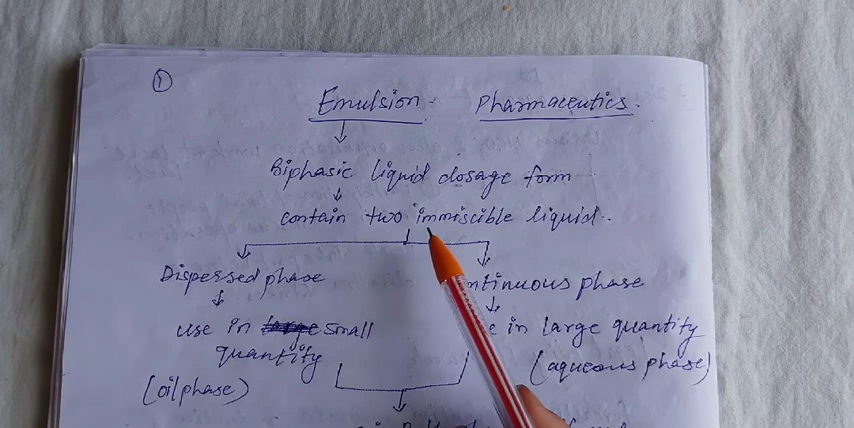 ①
Emulsion. Pharmaceutics.
Biphasic liquid dosage form
contain two immiscible liquid.
Dispersed phase ntinuous phase
use in small e in large quantity
quantity (aqueous phase)
(oil phase)